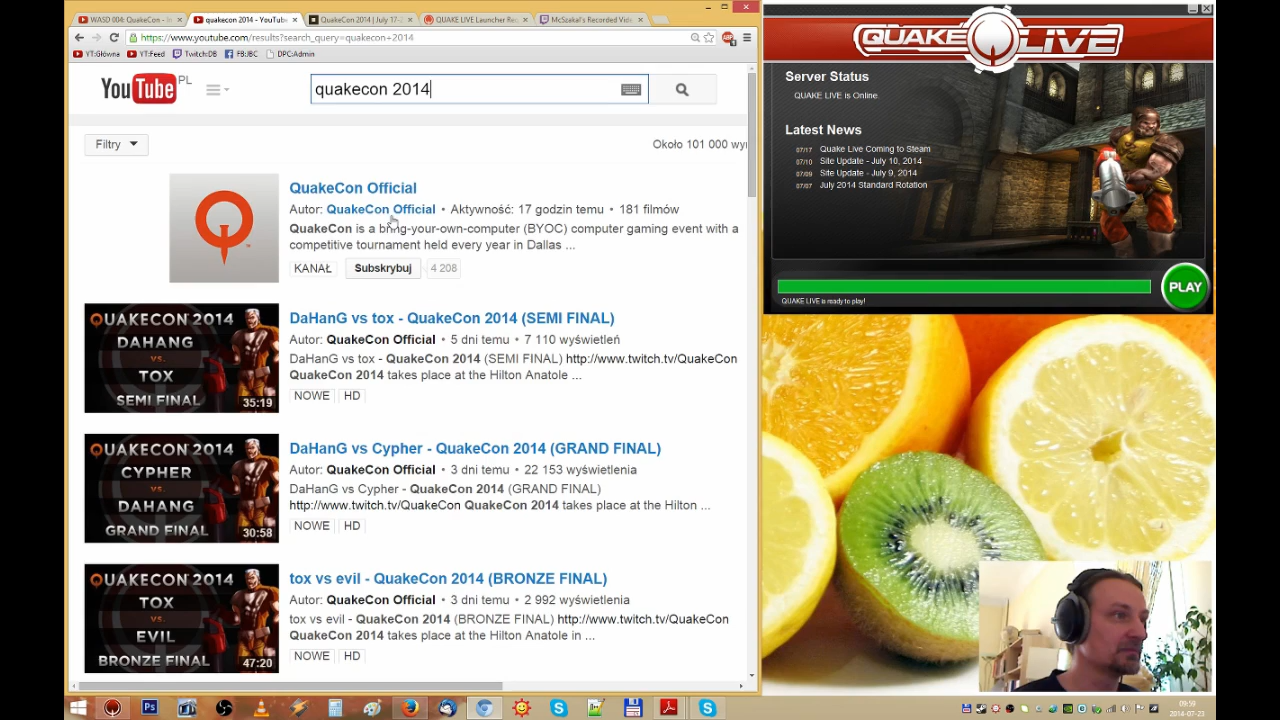 WASD 004: QuakeCon - In
quakecon 2014 - YouTube
QuakeCon 2014 | July 17-
QUAKE LIVE Launcher Re
McSzakal's Recorded Vide
https://www.youtube.com/results?search_query=quakecon+2014
YT:Główna
YT:Feed
Twitch:DB
FB:IBC
DPC:Admin
YouTube PL
quakecon 2014
Filtry
Około 101 000 wy
QuakeCon Official
Autor: QuakeCon Official • Aktywność: 17 godzin temu • 181 filmów
QuakeCon is a bring-your-own-computer (BYOC) computer gaming event with a
competitive tournament held every year in Dallas ...
KANAŁ
Subskrybuj
4 208
QUAKECON 2014
DAHANG
VS.
TOX
SEMI FINAL
35:19
DaHanG vs tox - QuakeCon 2014 (SEMI FINAL)
Autor: QuakeCon Official • 5 dni temu • 7 110 wyświetleń
DaHanG vs tox - QuakeCon 2014 (SEMI FINAL) http://www.twitch.tv/QuakeCon
QuakeCon 2014 takes place at the Hilton Anatole ...
NOWE
HD
QUAKECON 2014
CYPHER
VS.
DAHANG
GRAND FINAL
30:58
DaHanG vs Cypher - QuakeCon 2014 (GRAND FINAL)
Autor: QuakeCon Official • 3 dni temu • 22 153 wyświetlenia
DaHanG vs Cypher - QuakeCon 2014 (GRAND FINAL)
http://www.twitch.tv/QuakeCon QuakeCon 2014 takes place at the Hilton ...
NOWE
HD
QUAKECON 2014
TOX
VS.
EVIL
BRONZE FINAL
47:20
tox vs evil - QuakeCon 2014 (BRONZE FINAL)
Autor: QuakeCon Official • 3 dni temu • 2 992 wyświetlenia
tox vs evil - QuakeCon 2014 (BRONZE FINAL) http://www.twitch.tv/QuakeCon
QuakeCon 2014 takes place at the Hilton Anatole in ...
NOWE
HD
QUAKE LIVE
Server Status
QUAKE LIVE is Online.
Latest News
07/17 Quake Live Coming to Steam
07/10 Site Update - July 10, 2014
07/09 Site Update - July 9, 2014
07/07 July 2014 Standard Rotation
PLAY
QUAKE LIVE is ready to play!
09:59
2014-07-23